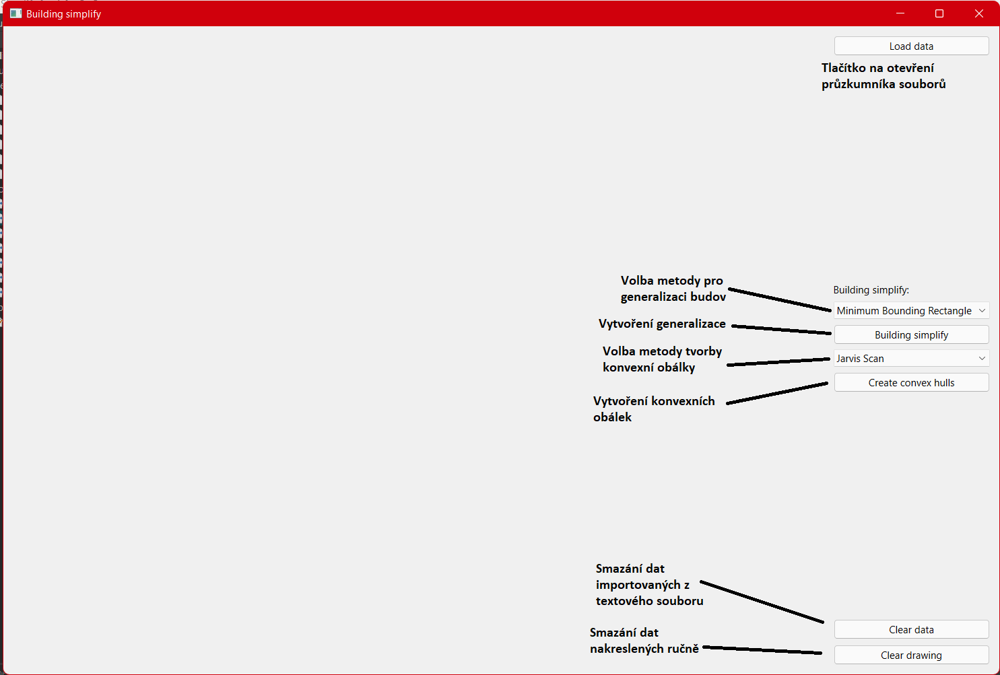 Building simplify
Load data
Tlačítko na otevření
průzkumníka souborů
Volba metody pro
generalizaci budov
Building simplify:
Minimum Bounding Rectangle
Vytvoření generalizace
Building simplify
Volba metody tvorby
konvexní obálky
Jarvis Scan
Create convex hulls
Vytvoření konvexních
obálek
Smazání dat
importovaných z
textového souboru
Clear data
Smazání dat
nakreslených ručně
Clear drawing